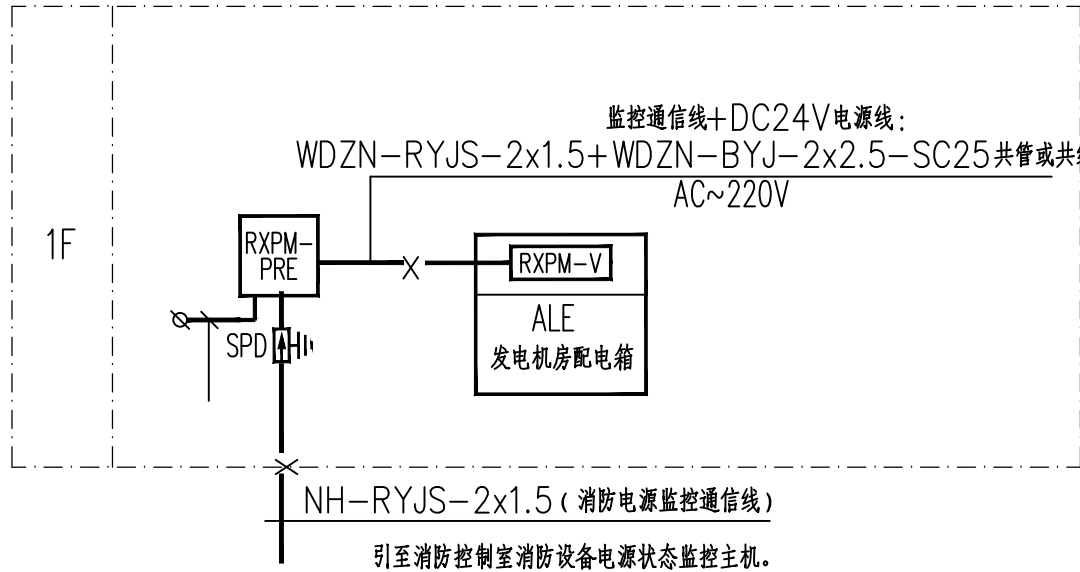 监控通信线+DC24V电源线:
WDZN-RYJS-2x1.5+WDZN-BYJ-2x2.5-SC25共管或共
AC~220V
1F
RXPM-
PRE
RXPM-V
ALE
发电机房配电箱
SPD
NH-RYJS-2x1.5(消防电源监控通信线)
引至消防控制室消防设备电源状态监控主机。